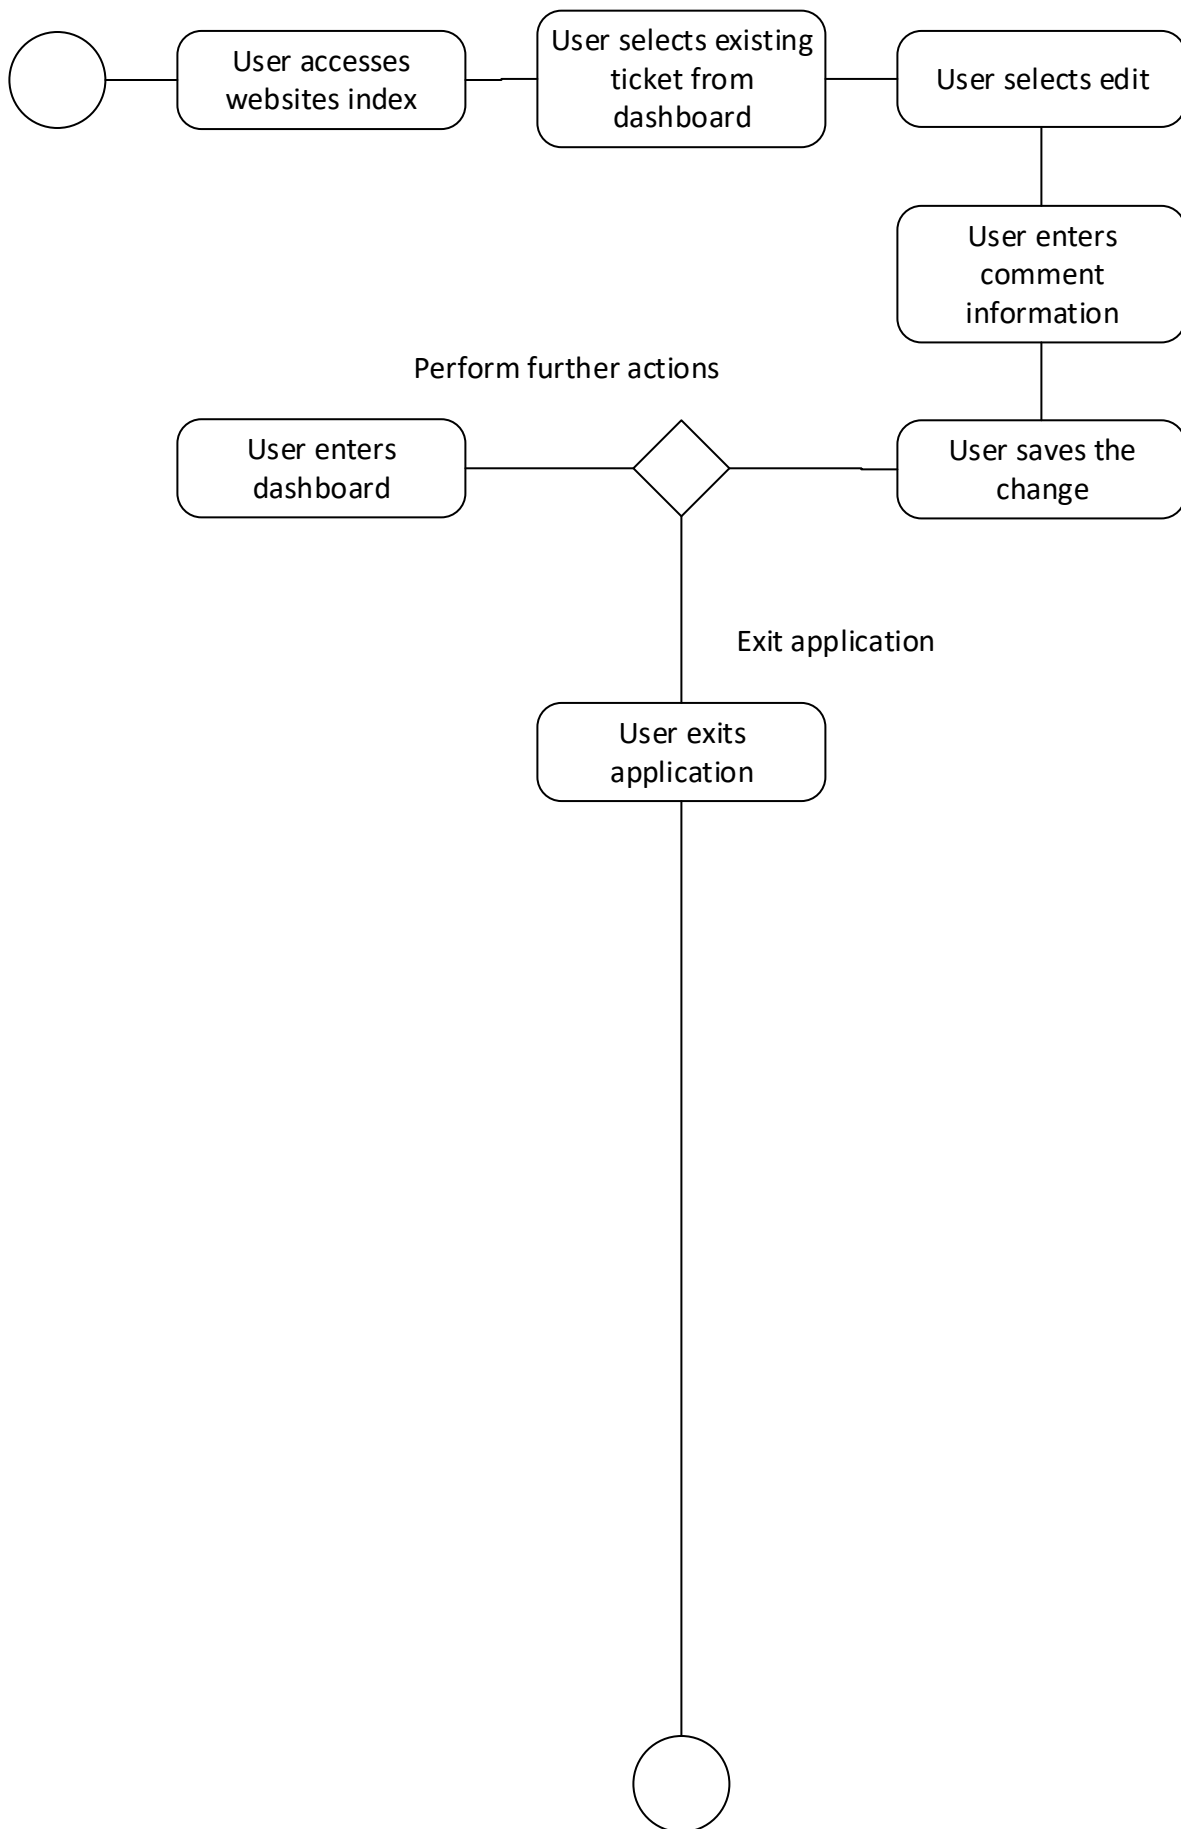 User accesses
websites index
User selects existing
ticket from
dashboard
User selects edit
User enters
comment
information
Perform further actions
User enters
dashboard
User saves the
change
Exit application
User exits
application